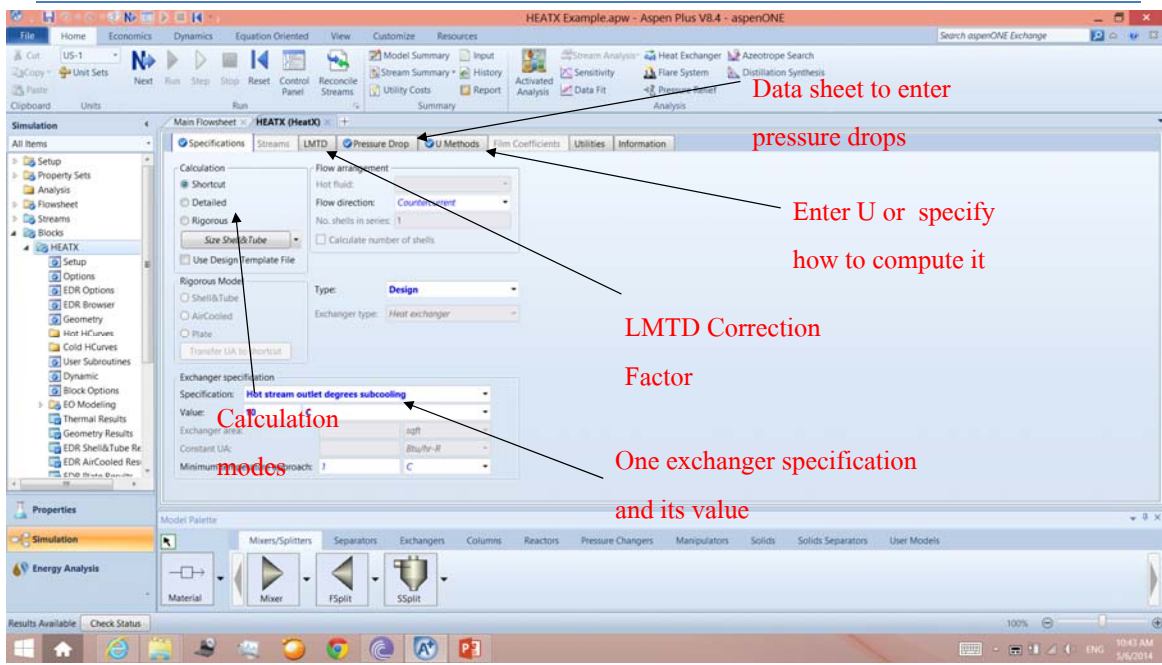 HEATX Example.apw - Aspen Plus V8.4 - aspenONE
File Home Economics Dynamics Equation Oriented View Customize Resources Search aspenONE Exchange
Cut US-1 Model Summary Input Stream Analysis Heat Exchanger Azeotrope Search
Copy Unit Sets Next Run Step Stop Reset Control Panel Reconcile Streams Stream Summary History Activated Analysis Sensitivity Flare System Distillation Synthesis
Paste Utility Costs Report Data Fit Pressure Relief
Clipboard Units Run Summary Analysis
Data sheet to enter
pressure drops
Simulation Main Flowsheet HEATX (HeatX)
All Items Specifications Streams LMTD Pressure Drop U Methods Film Coefficients Utilities Information
Setup
Property Sets
Analysis
Flowsheet
Streams
Blocks
HEATX
Setup
Options
EDR Options
EDR Browser
Geometry
Hot HCurves
Cold HCurves
User Subroutines
Dynamic
Block Options
EO Modeling
Thermal Results
Geometry Results
EDR Shell&Tube Re
EDR AirCooled Resi
Calculation
Shortcut
Detailed
Rigorous
Size Shell&Tube
Use Design Template File
Flow arrangement
Hot fluid:
Flow direction: Countercurrent
No. shells in series: 1
Calculate number of shells
Enter U or specify
how to compute it
Rigorous Model
Shell&Tube
AirCooled
Plate
Transfer UA to Shortcut
Type: Design
Exchanger type: Heat exchanger
LMTD Correction
Factor
Exchanger specification
Specification: Hot stream outlet degrees subcooling
Value: 10 C
Exchanger area: sqft
Constant UA: Btu/hr-R
Minimum temperature approach: 1 C
Calculation
modes
One exchanger specification
and its value
Properties
Simulation
Energy Analysis
Model Palette
Mixers/Splitters Separators Exchangers Columns Reactors Pressure Changers Manipulators Solids Solids Separators User Models
Material Mixer FSplit SSplit
Results Available Check Status 100%
ENG 10:43 AM
5/6/2014